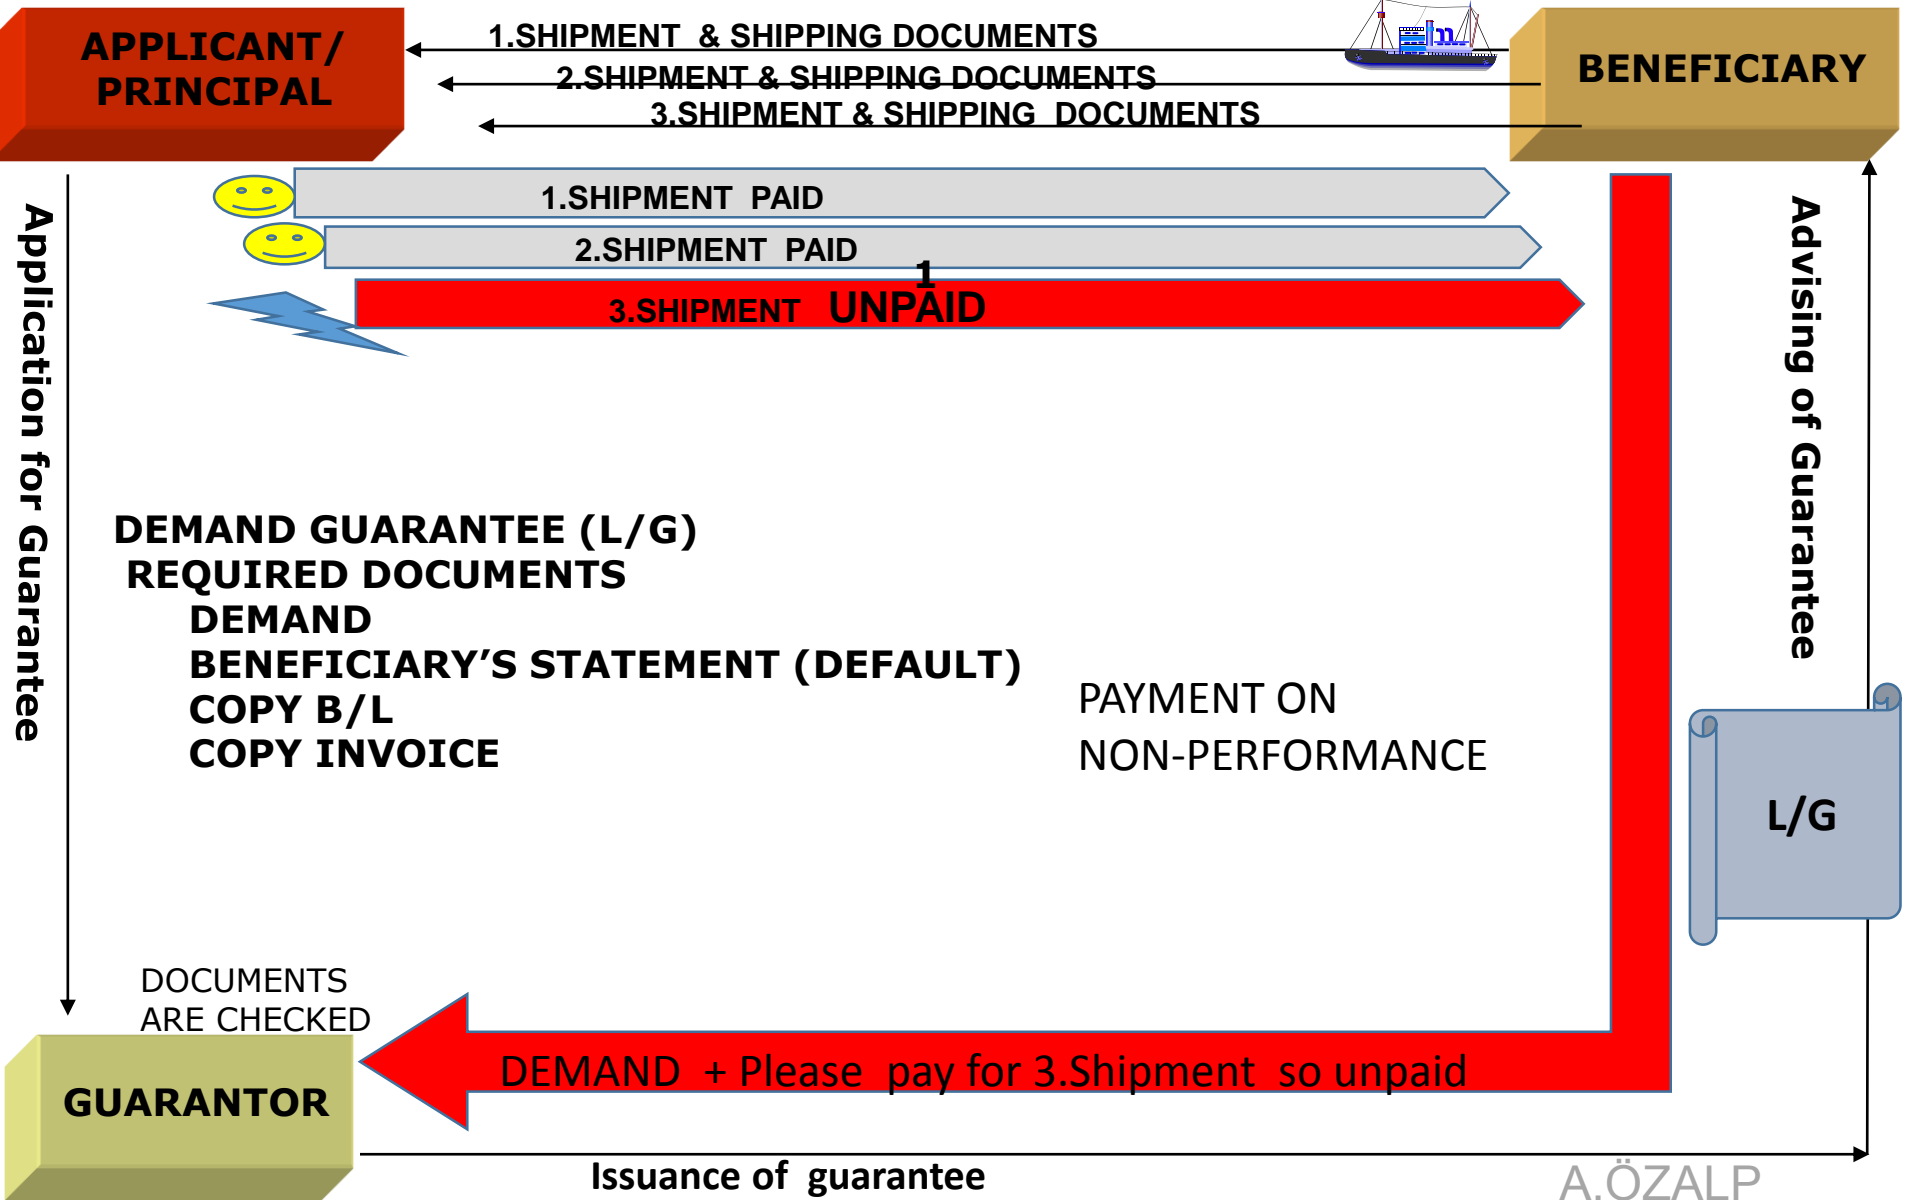 APPLICANT/
PRINCIPAL
1.SHIPMENT & SHIPPING DOCUMENTS
2.SHIPMENT & SHIPPING DOCUMENTS
3.SHIPMENT & SHIPPING DOCUMENTS
BENEFICIARY
1.SHIPMENT PAID
2.SHIPMENT PAID
1
3.SHIPMENT UNPAID
Application for Guarantee
Advising of Guarantee
DEMAND GUARANTEE (L/G)
REQUIRED DOCUMENTS
DEMAND
BENEFICIARY’S STATEMENT (DEFAULT)
COPY B/L
COPY INVOICE
PAYMENT ON
NON-PERFORMANCE
L/G
DOCUMENTS
ARE CHECKED
GUARANTOR
DEMAND + Please pay for 3.Shipment so unpaid
Issuance of guarantee
A.ÖZALP